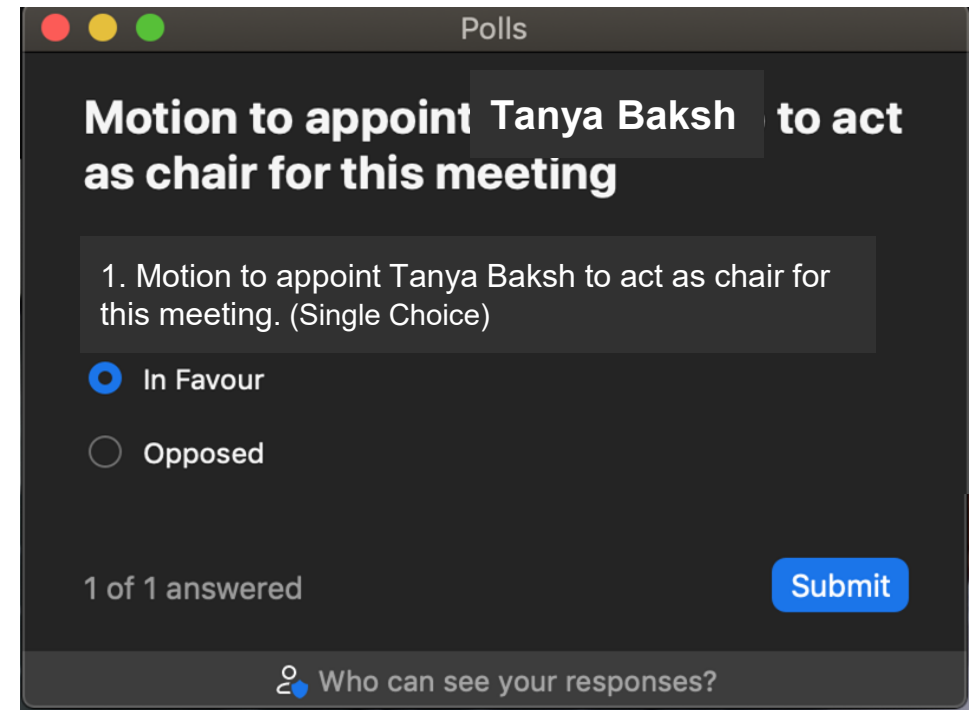 Polls
Motion to appoint Tanya Baksh to act
as chair for this meeting
1. Motion to appoint Tanya Baksh to act as chair for
this meeting. (Single Choice)
In Favour
Opposed
1 of 1 answered
Submit
Who can see your responses?